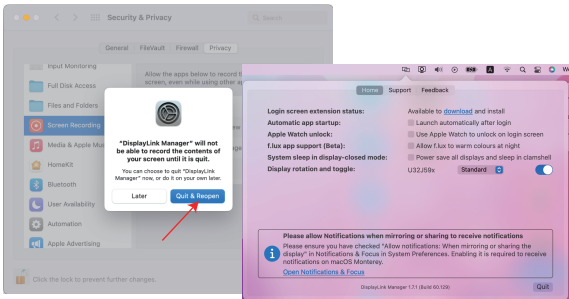 Security & Privacy
Search
General
FileVault
Firewall
Privacy
Input Monitoring
Full Disk Access
Files and Folders
Screen Recording
Media & Apple Mus
HomeKit
Bluetooth
User Availability
Automation
Apple Advertising
Allow the apps below to record t
screen, even while using other ap
"DisplayLink Manager" will not
be able to record the contents of
your screen until it is quit.
You can choose to quit "DisplayLink
Manager" now, or do it on your own later.
Later
Quit & Reopen
Click the lock to prevent further changes.
Home
Support
Feedback
Login screen extension status: Available to download and install
Automatic app startup: Launch automatically after login
Apple Watch unlock: Use Apple Watch to unlock on login screen
f.lux app support (Beta): Allow f.lux to warm colours at night
System sleep in display-closed mode: Power save all displays and sleep in clamshell
Display rotation and toggle: U32J59x Standard
Please allow Notifications when mirroring or sharing to receive notifications
Please ensure you have checked "Allow notifications: When mirroring or sharing the
display" in Notifications & Focus in System Preferences. Enabling it is required to receive
notifications on macOS Monterey.
Open Notifications & Focus
DisplayLink Manager 1.7.1 (Build 60.129)
Quit